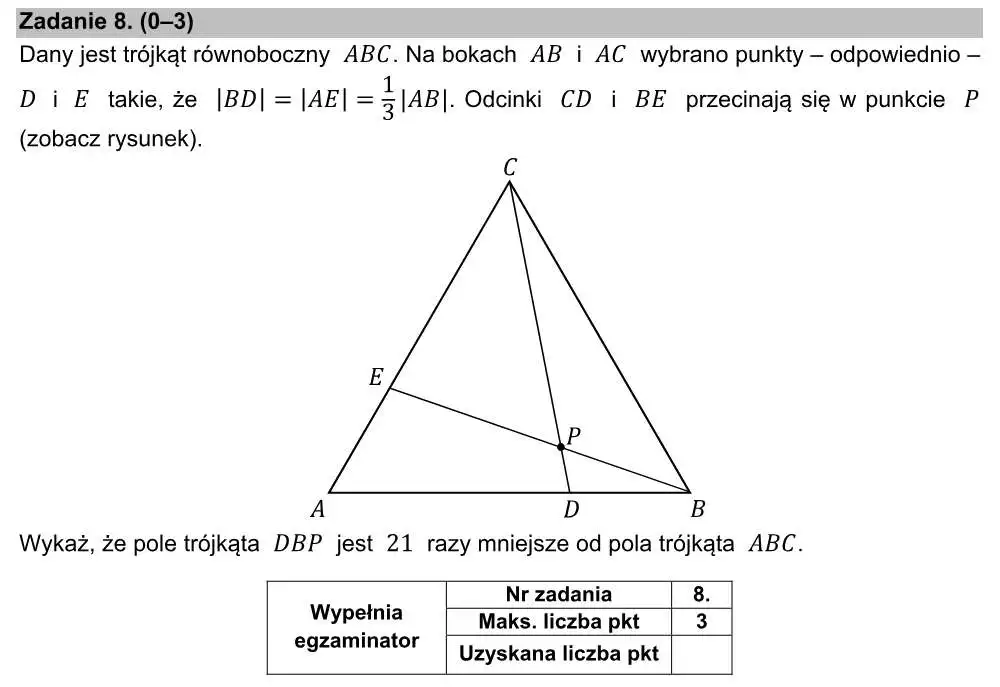 Zadanie 8. (0–3)
Dany jest trójkąt równoboczny ABC. Na bokach AB i AC wybrano punkty – odpowiednio –
D i E takie, że |BD| = |AE| = 1/3 |AB|. Odcinki CD i BE przecinają się w punkcie P
(zobacz rysunek).
C
E
P
A
D
B
Wykaż, że pole trójkąta DBP jest 21 razy mniejsze od pola trójkąta ABC.
Wypełnia
egzaminator
Nr zadania
8.
Maks. liczba pkt
3
Uzyskana liczba pkt